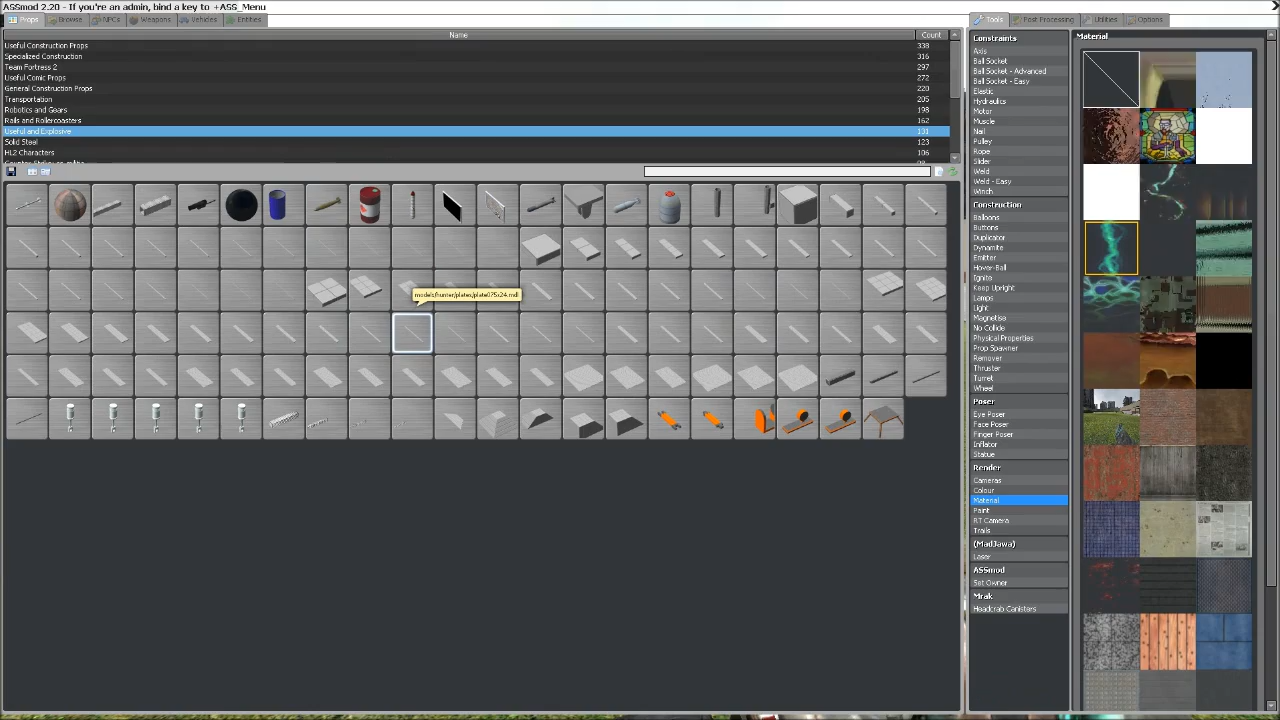 ASSmod 2.20 - If you're an admin, bind a key to +ASS_Menu
Props
Browse
NPCs
Weapons
Vehicles
Entities
Name
Count
Useful Construction Props
338
Specialized Construction
316
Team Fortress 2
297
Useful Comic Props
272
General Construction Props
220
Transportation
205
Robotics and Gears
198
Rails and Rollercoasters
162
Useful and Explosive
131
Solid Steel
123
HL2 Characters
106
models/hunter/plates/plate075x24.mdl
Tools
Post Processing
Utilities
Options
Constraints
Axis
Ball Socket
Ball Socket - Advanced
Ball Socket - Easy
Elastic
Hydraulics
Motor
Muscle
Nail
Pulley
Rope
Slider
Weld
Weld - Easy
Winch
Construction
Balloons
Buttons
Duplicator
Dynamite
Emitter
Hover-Ball
Ignite
Keep Upright
Lamps
Light
Magnetise
No Collide
Physical Properties
Prop Spawner
Remover
Thruster
Turret
Wheel
Poser
Eye Poser
Face Poser
Finger Poser
Inflator
Statue
Render
Cameras
Colour
Material
Paint
RT Camera
Trails
(MadJawa)
Laser
ASSmod
Set Owner
Mrak
Headcrab Canisters
Material